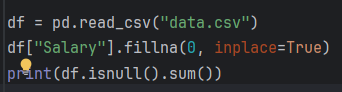 df = pd.read_csv("data.csv")
df["Salary"].fillna(0, inplace=True)
print(df.isnull().sum())